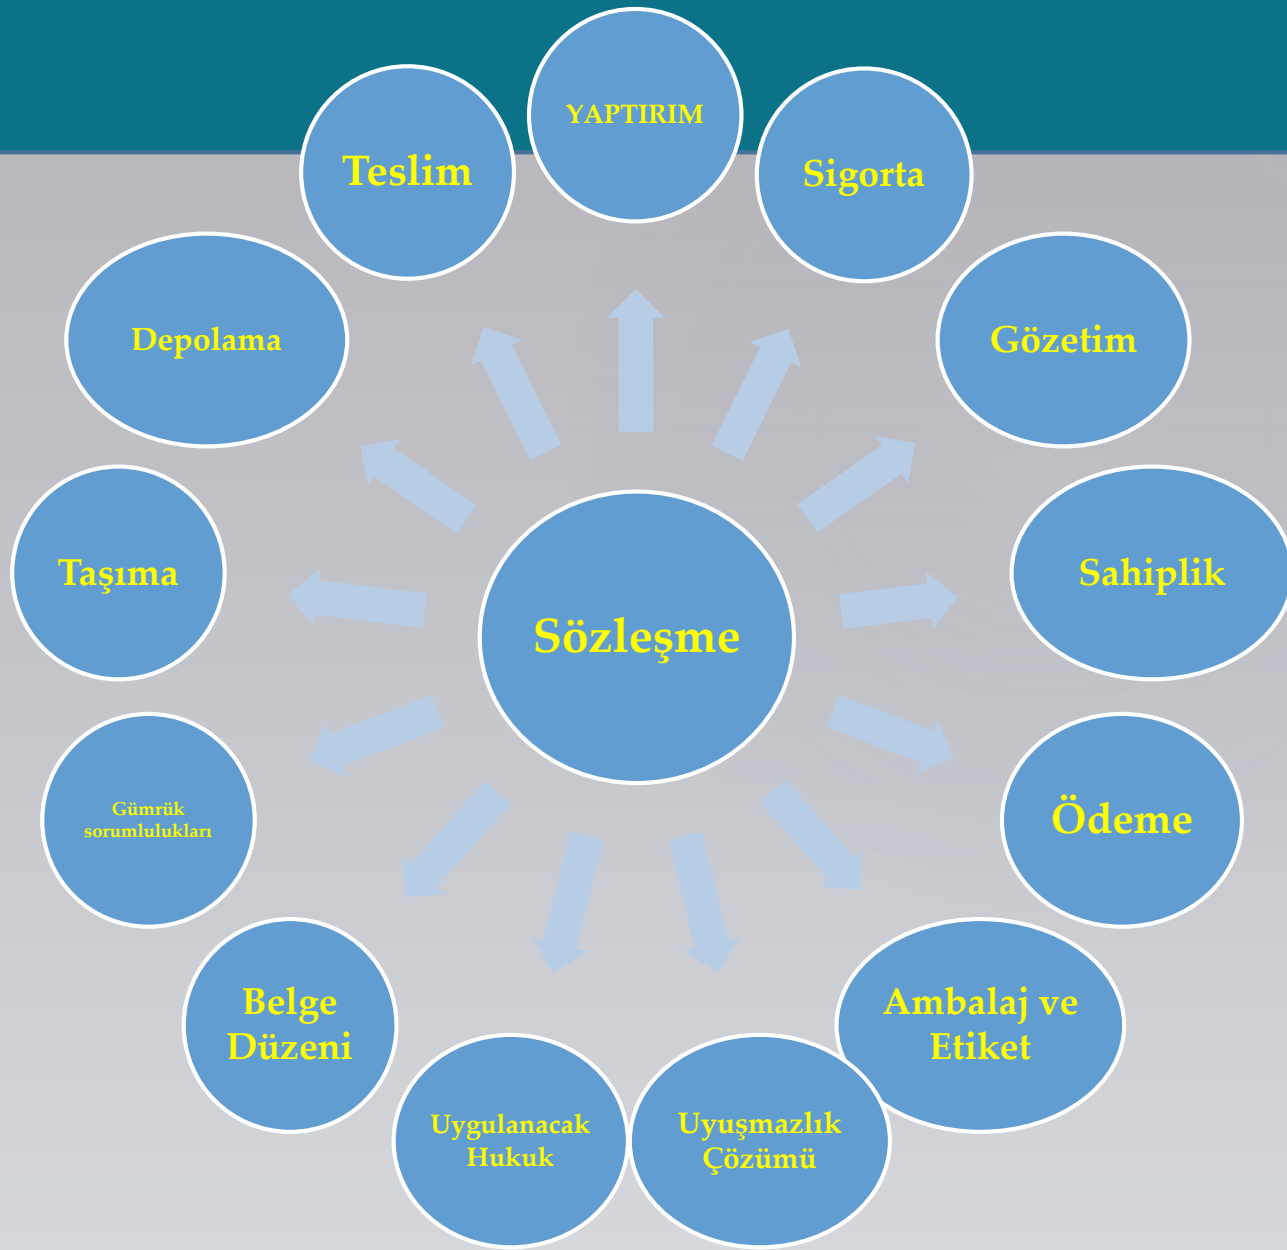 YAPTIRIM
Teslim
Sigorta
Depolama
Gözetim
Taşıma
Sahiplik
Sözleşme
Gümrük
sorumlulukları
Ödeme
Belge
Düzeni
Ambalaj ve
Etiket
Uygulanacak
Hukuk
Uyuşmazlık
Çözümü